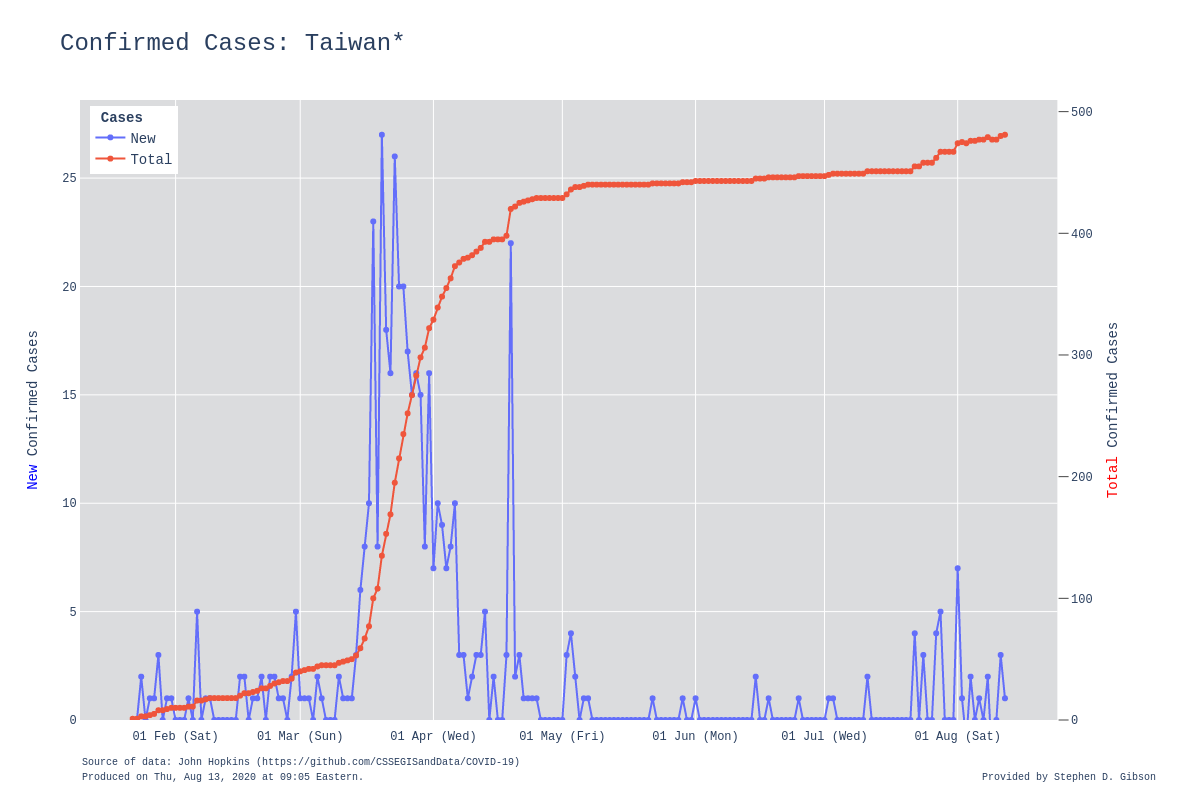 Confirmed Cases: Taiwan*
Cases
New
Total
25
20
15
10
5
0
500
400
300
200
100
0
New Confirmed Cases
Total Confirmed Cases
01 Feb (Sat) 01 Mar (Sun) 01 Apr (Wed) 01 May (Fri) 01 Jun (Mon) 01 Jul (Wed) 01 Aug (Sat)
Source of data: John Hopkins (https://github.com/CSSEGISandData/COVID-19)
Produced on Thu, Aug 13, 2020 at 09:05 Eastern.
Provided by Stephen D. Gibson